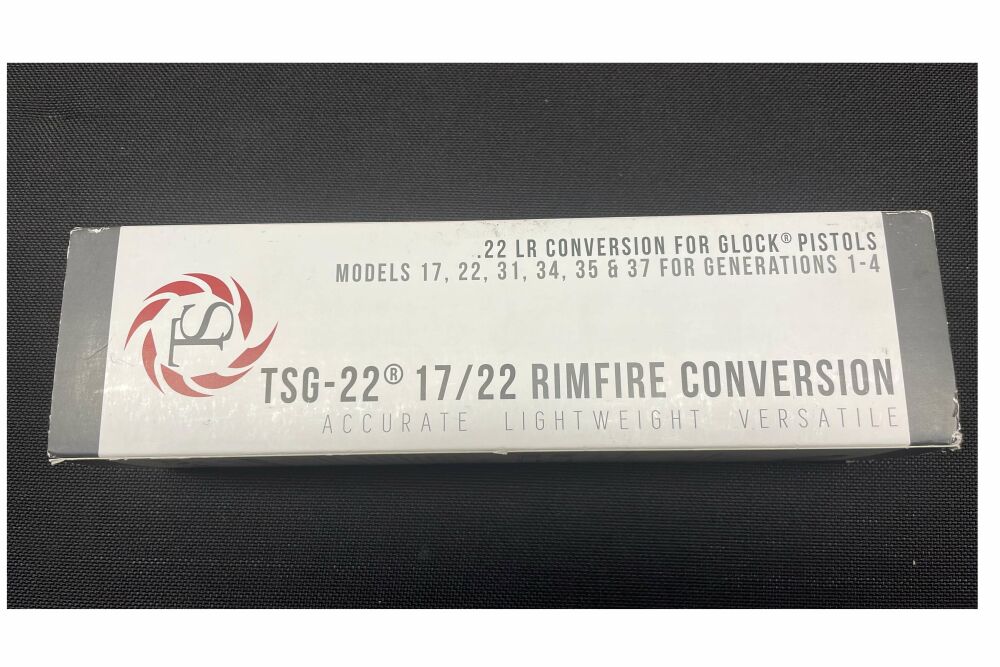 .22 LR CONVERSION FOR GLOCK® PISTOLS
MODELS 17, 22, 31, 34, 35 & 37 FOR GENERATIONS 1-4
TS
TSG-22® 17/22 RIMFIRE CONVERSION
ACCURATE LIGHTWEIGHT VERSATILE